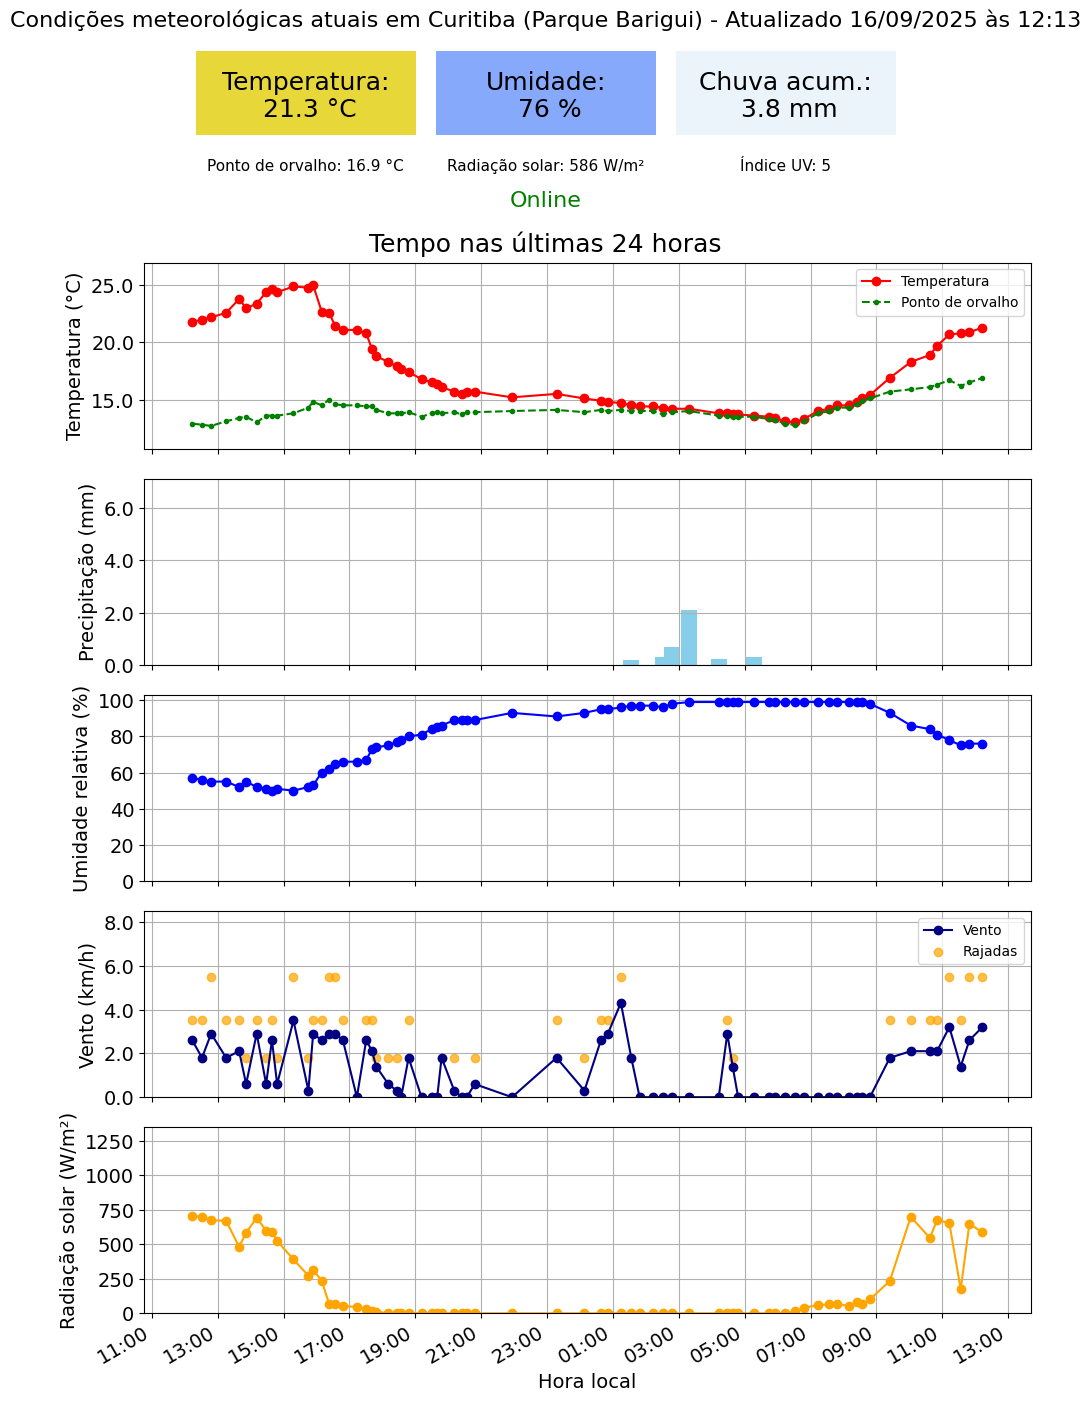 Condições meteorológicas atuais em Curitiba (Parque Barigui) - Atualizado 16/09/2025 às 12:13
Temperatura:
21.3 °C
Umidade:
76 %
Chuva acum.:
3.8 mm
Ponto de orvalho: 16.9 °C
Radiação solar: 586 W/m²
Índice UV: 5
Online
Tempo nas últimas 24 horas
Temperatura (°C)
25.0
20.0
15.0
Temperatura
Ponto de orvalho
Precipitação (mm)
6.0
4.0
2.0
0.0
Umidade relativa (%)
100
80
60
40
20
0
Vento (km/h)
8.0
6.0
4.0
2.0
0.0
Vento
Rajadas
Radiação solar (W/m²)
1250
1000
750
500
250
0
11:00
13:00
15:00
17:00
19:00
21:00
23:00
01:00
03:00
05:00
07:00
09:00
11:00
13:00
Hora local